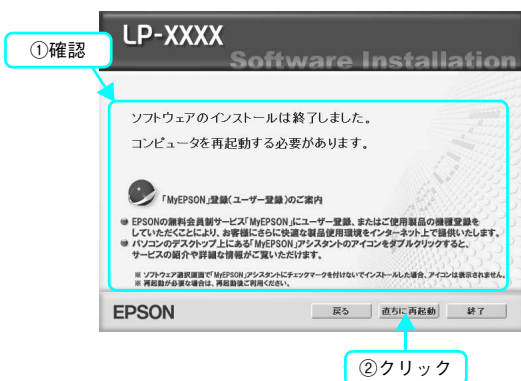 LP-XXXX
Software Installation
①確認
ソフトウェアのインストールは終了しました。
コンピュータを再起動する必要があります。
「MyEPSON」登録(ユーザー登録)のご案内
EPSONの無料会員制サービス「MyEPSON」にユーザー登録、またはご使用製品の機種登録を
していただくことにより、お客様にさらに快適な製品使用環境をインターネット上で提供いたします。
パソコンのデスクトップ上にある「MyEPSON」アシスタントのアイコンをダブルクリックすると、
サービスの紹介や詳細な情報がご覧いただけます。
※ ソフトウェア選択画面で「MyEPSON」アシスタントにチェックマークを付けないでインストールした場合、アイコンは表示されません。
※ 再起動が必要な場合は、再起動後ご利用ください。
EPSON
戻る
直ちに再起動
終了
②クリック